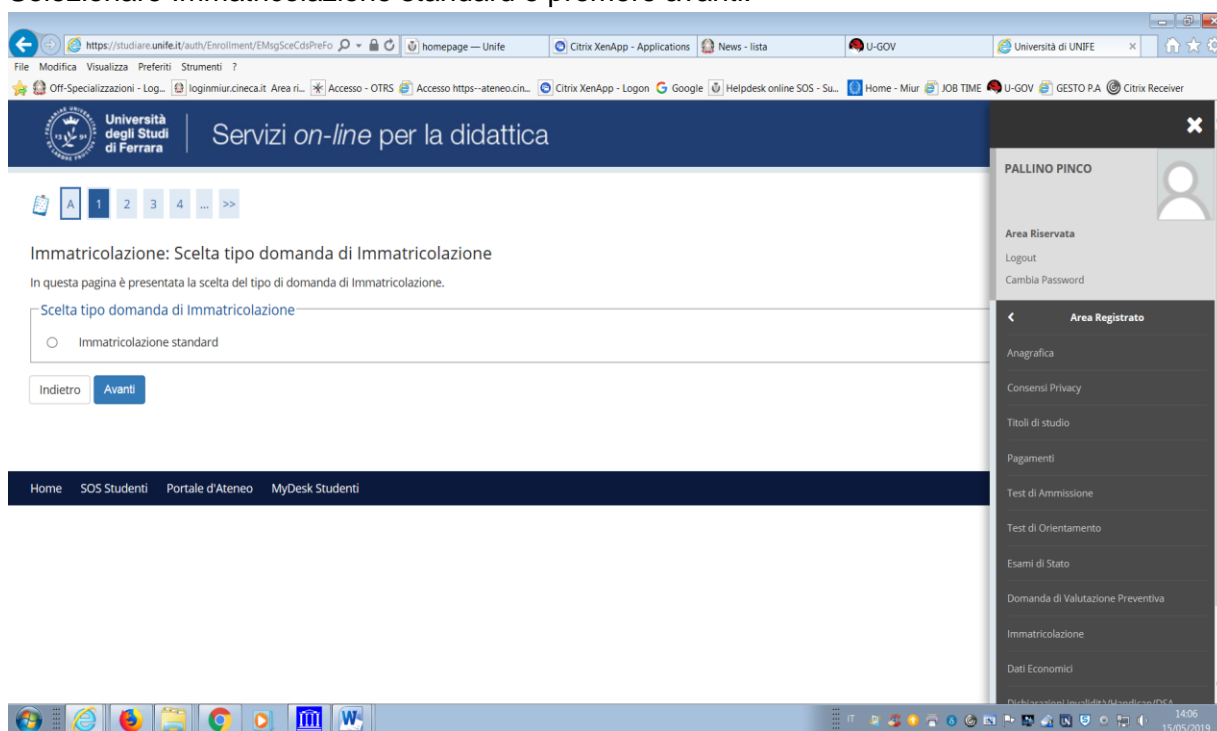 https://studiare.unife.it/auth/Enrollment/EMsgSceCdsPreFo
homepage — Unife
Citrix XenApp - Applications
News - lista
U-GOV
Università di UNIFE
File Modifica Visualizza Preferiti Strumenti ?
Off-Specializzazioni - Log...
loginmiur.cineca.it Area ri...
Accesso - OTRS
Accesso https--ateneo.cin...
Citrix XenApp - Logon
Google
Helpdesk online SOS - Su...
Home - Miur
JOB TIME
U-GOV
GESTO P.A
Citrix Receiver
Università
degli Studi
di Ferrara
Servizi on-line per la didattica
A 1 2 3 4 ... >>
Immatricolazione: Scelta tipo domanda di Immatricolazione
In questa pagina è presentata la scelta del tipo di domanda di Immatricolazione.
Scelta tipo domanda di Immatricolazione
Immatricolazione standard
Indietro Avanti
Home SOS Studenti Portale d'Ateneo MyDesk Studenti
PALLINO PINCO
Area Riservata
Logout
Cambia Password
Area Registrato
Anagrafica
Consensi Privacy
Titoli di studio
Pagamenti
Test di Ammissione
Test di Orientamento
Esami di Stato
Domanda di Valutazione Preventiva
Immatricolazione
Dati Economici
IT
14:06
15/05/2019